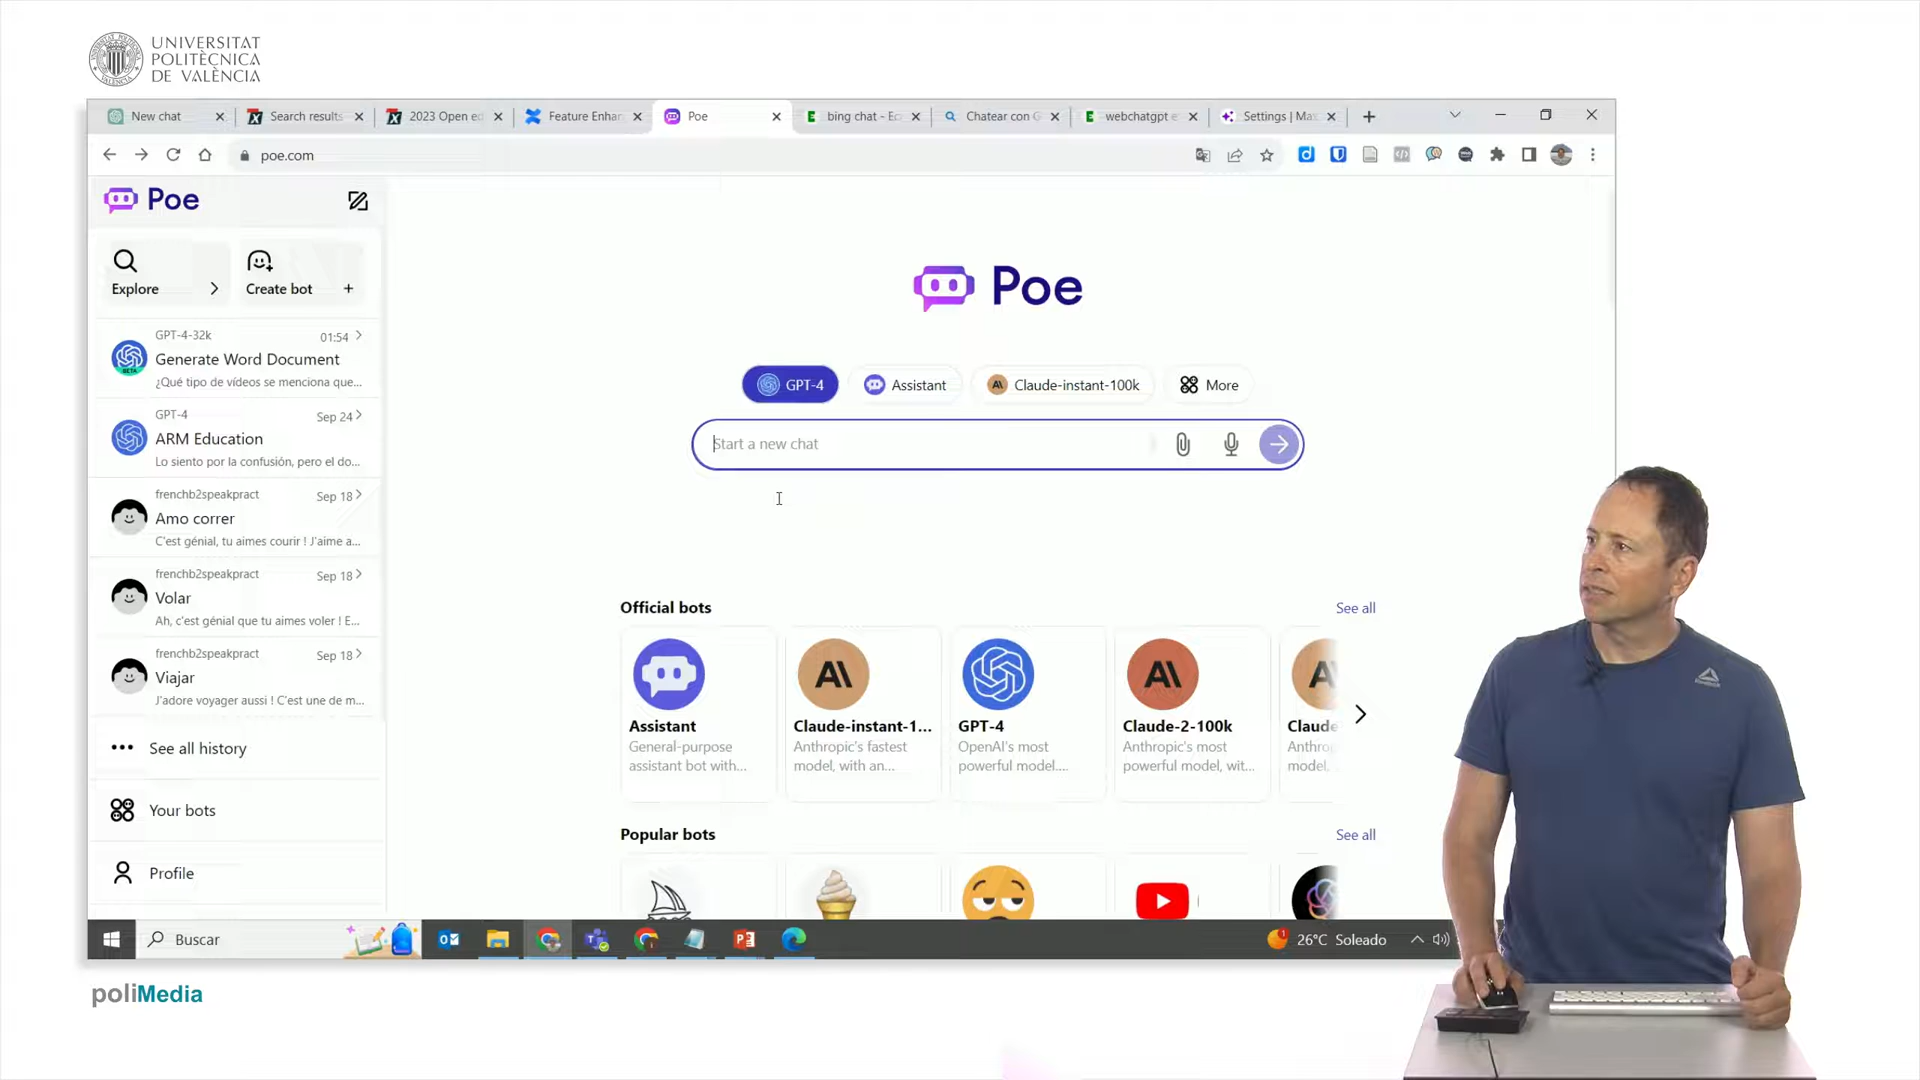 UNIVERSITAT
POLITÈCNICA
DE VALÈNCIA
New chat
Search results
2023 Open e
Feature Enhan
Poe
bing chat - E
Chatear con G
webchatgpt e
Settings | Ma
poe.com
Poe
Explore
Create bot +
GPT-4-32k 01:54
Generate Word Document
¿Qué tipo de vídeos se menciona que...
GPT-4 Sep 24
ARM Education
Lo siento por la confusión, pero el do...
frenchb2speakpract Sep 18
Amo correr
C'est génial, tu aimes courir ! J'aime a...
frenchb2speakpract Sep 18
Volar
Ah, c'est génial que tu aimes voler ! E...
frenchb2speakpract Sep 18
Viajar
J'adore voyager aussi ! C'est une de m...
See all history
Your bots
Profile
Poe
GPT-4
Assistant
Claude-instant-100k
More
Start a new chat
Official bots See all
Assistant
General-purpose
assistant bot with...
Claude-instant-1...
Anthropic's fastest
model, with an...
GPT-4
OpenAI's most
powerful model....
Claude-2-100k
Anthropic's most
powerful model, wit...
Claude
Anthro
model,
Popular bots See all
Buscar
26°C Soleado
poliMedia